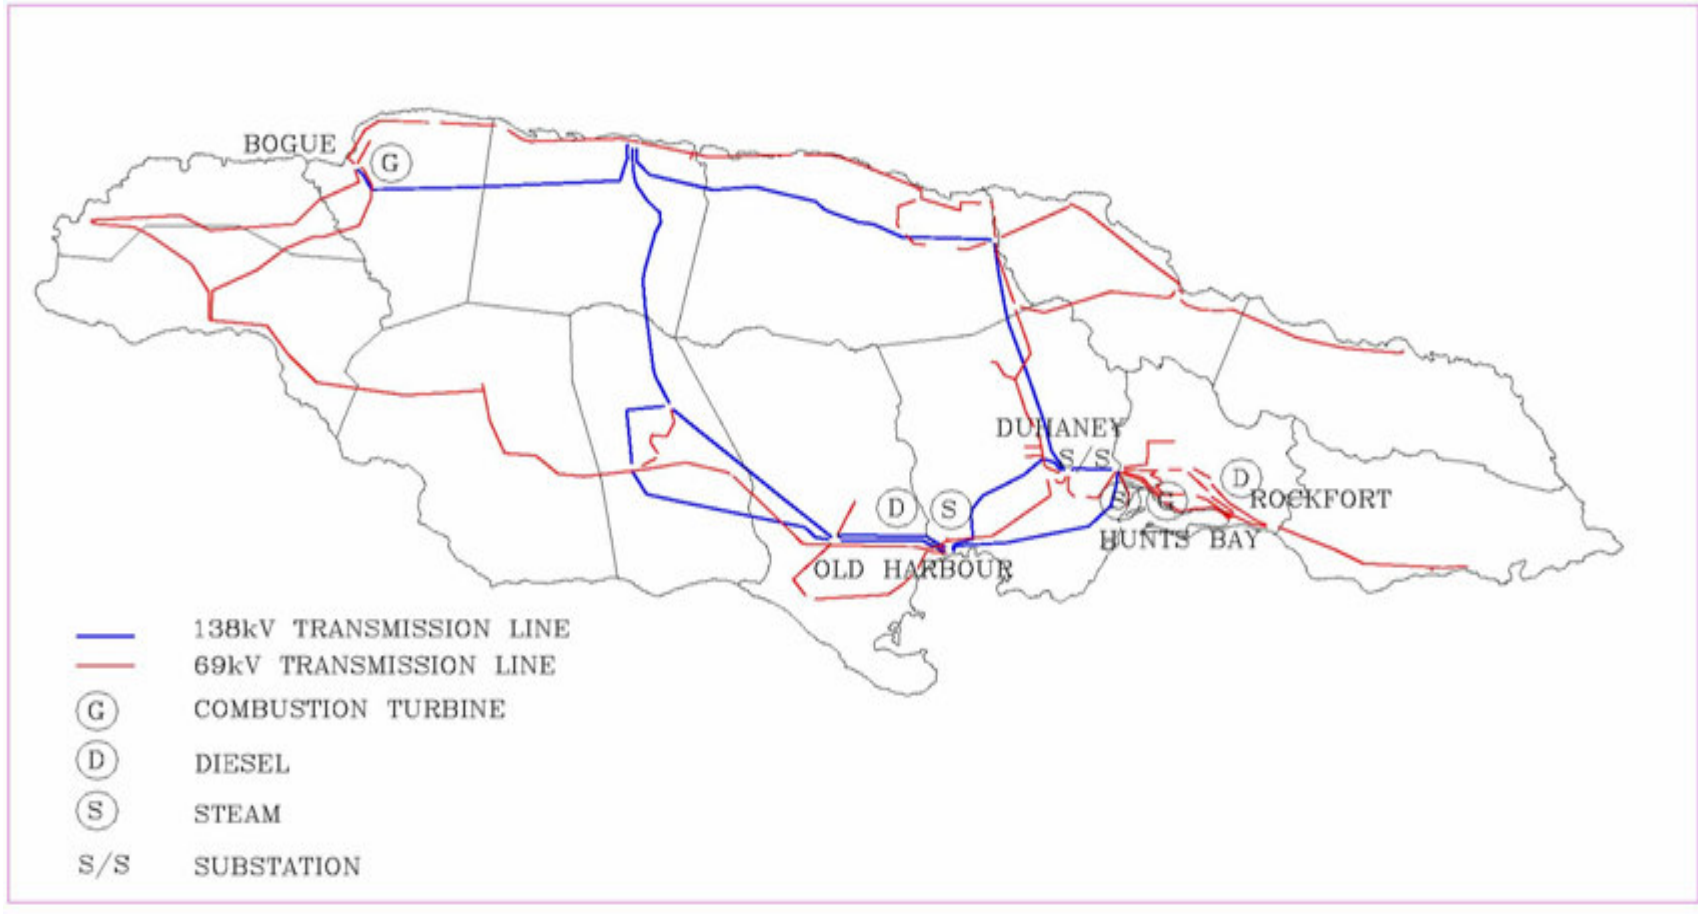 BOGUE
G
DUHANEY
S/S
D
S
D
ROCKFORT
S
G
HUNTS BAY
OLD HARBOUR
138kV TRANSMISSION LINE
69kV TRANSMISSION LINE
G COMBUSTION TURBINE
D DIESEL
S STEAM
S/S SUBSTATION